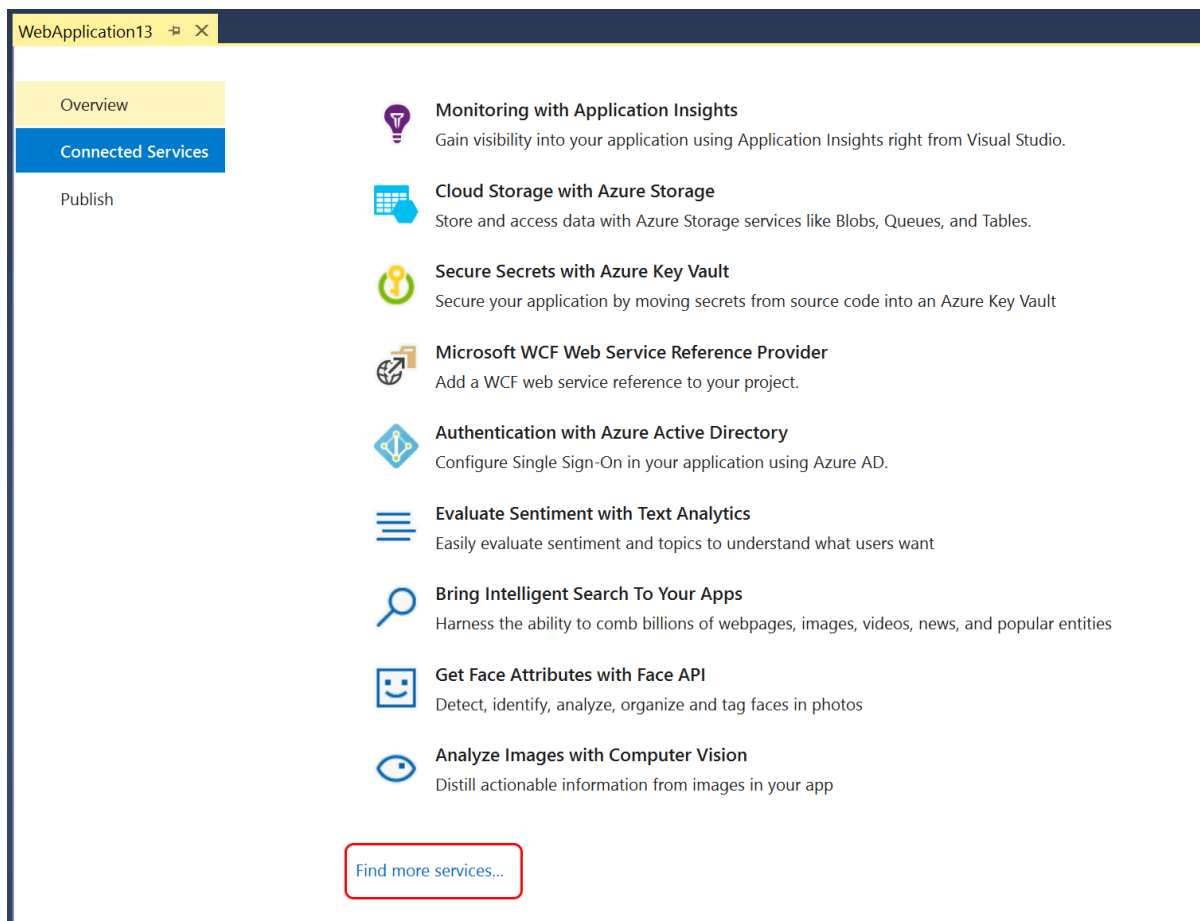 WebApplication13
Overview
Connected Services
Publish
Monitoring with Application Insights
Gain visibility into your application using Application Insights right from Visual Studio.
Cloud Storage with Azure Storage
Store and access data with Azure Storage services like Blobs, Queues, and Tables.
Secure Secrets with Azure Key Vault
Secure your application by moving secrets from source code into an Azure Key Vault
Microsoft WCF Web Service Reference Provider
Add a WCF web service reference to your project.
Authentication with Azure Active Directory
Configure Single Sign-On in your application using Azure AD.
Evaluate Sentiment with Text Analytics
Easily evaluate sentiment and topics to understand what users want
Bring Intelligent Search To Your Apps
Harness the ability to comb billions of webpages, images, videos, news, and popular entities
Get Face Attributes with Face API
Detect, identify, analyze, organize and tag faces in photos
Analyze Images with Computer Vision
Distill actionable information from images in your app
Find more services...